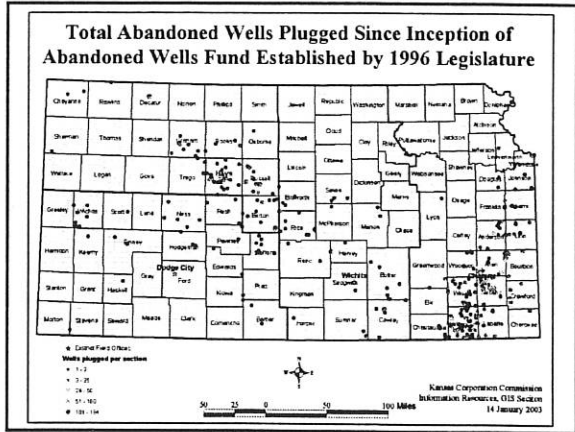 Total Abandoned Wells Plugged Since Inception of
Abandoned Wells Fund Established by 1996 Legislature
Cheyenne Rawlins Decatur Norton Phillips Smith Jewell Republic Washington Marshall Nemaha Brown Doniphan
Atchison
Sherman Thomas Sheridan Graham Rooks Osborne Mitchell Cloud Clay Riley Pottawatomie Jackson Jefferson Leavenworth
Wallace Logan Gove Trego Russell Lincoln Ottawa Dickinson Geary Wabaunsee Shawnee Douglas Johnson
Saline Morris Osage Franklin
Greeley Wichita Scott Lane Ness Rush Barton Ellsworth McPherson Marion Chase Lyon
Rice Coffey Anderson
Hamilton Kearny Finney Hodgeman Pawnee Reno Harvey
Dodge City Wichita
Gray Ford Edwards Butler Greenwood Woodson Allen Bourbon
Stanton Grant Haskell Kiowa Pratt Kingman Sedgwick Elk Crawford
Morton Stevens Seward Meade Clark Comanche Barber Harper Sumner Cowley Chautauqua Labette Cherokee
District Field Offices
Wells plugged per section
1 - 2
3 - 25
26 - 50
51 - 100
101 - 194
W E
50 25 0 50 100 Miles
Kansas Corporation Commission
Information Resources, GIS Section
14 January 2003